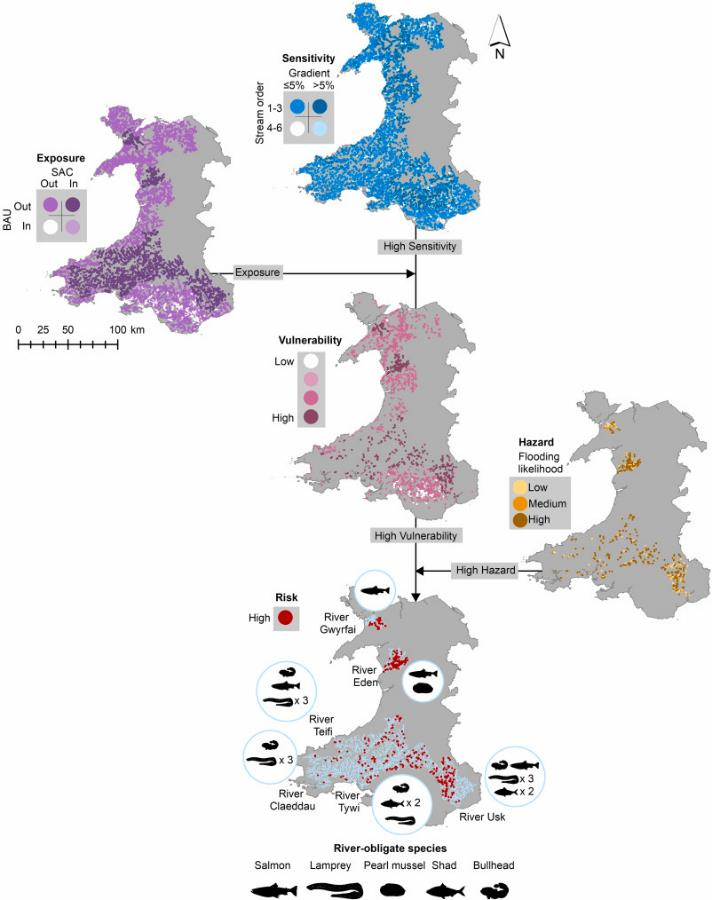 N
Sensitivity
Gradient
≤5% >5%
Stream order
1-3
4-6
Exposure
SAC
Out In
BAU
Out
In
High Sensitivity
Exposure
0 25 50 100 km
Vulnerability
Low
High
Hazard
Flooding
likelihood
Low
Medium
High
High Vulnerability
High Hazard
Risk
High
River
Gwyrfai
River
Eden
x 3
River
Teifi
x 3
River
Claeddau
River
Tywi
x 2
x 3
x 2
River Usk
River-obligate species
Salmon Lamprey Pearl mussel Shad Bullhead